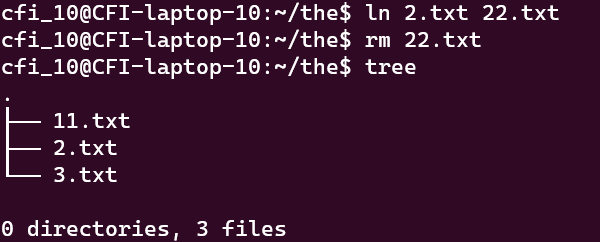 cfi_10@CFI-laptop-10:~/the$ ln 2.txt 22.txt
cfi_10@CFI-laptop-10:~/the$ rm 22.txt
cfi_10@CFI-laptop-10:~/the$ tree
.
├── 11.txt
├── 2.txt
└── 3.txt
0 directories, 3 files